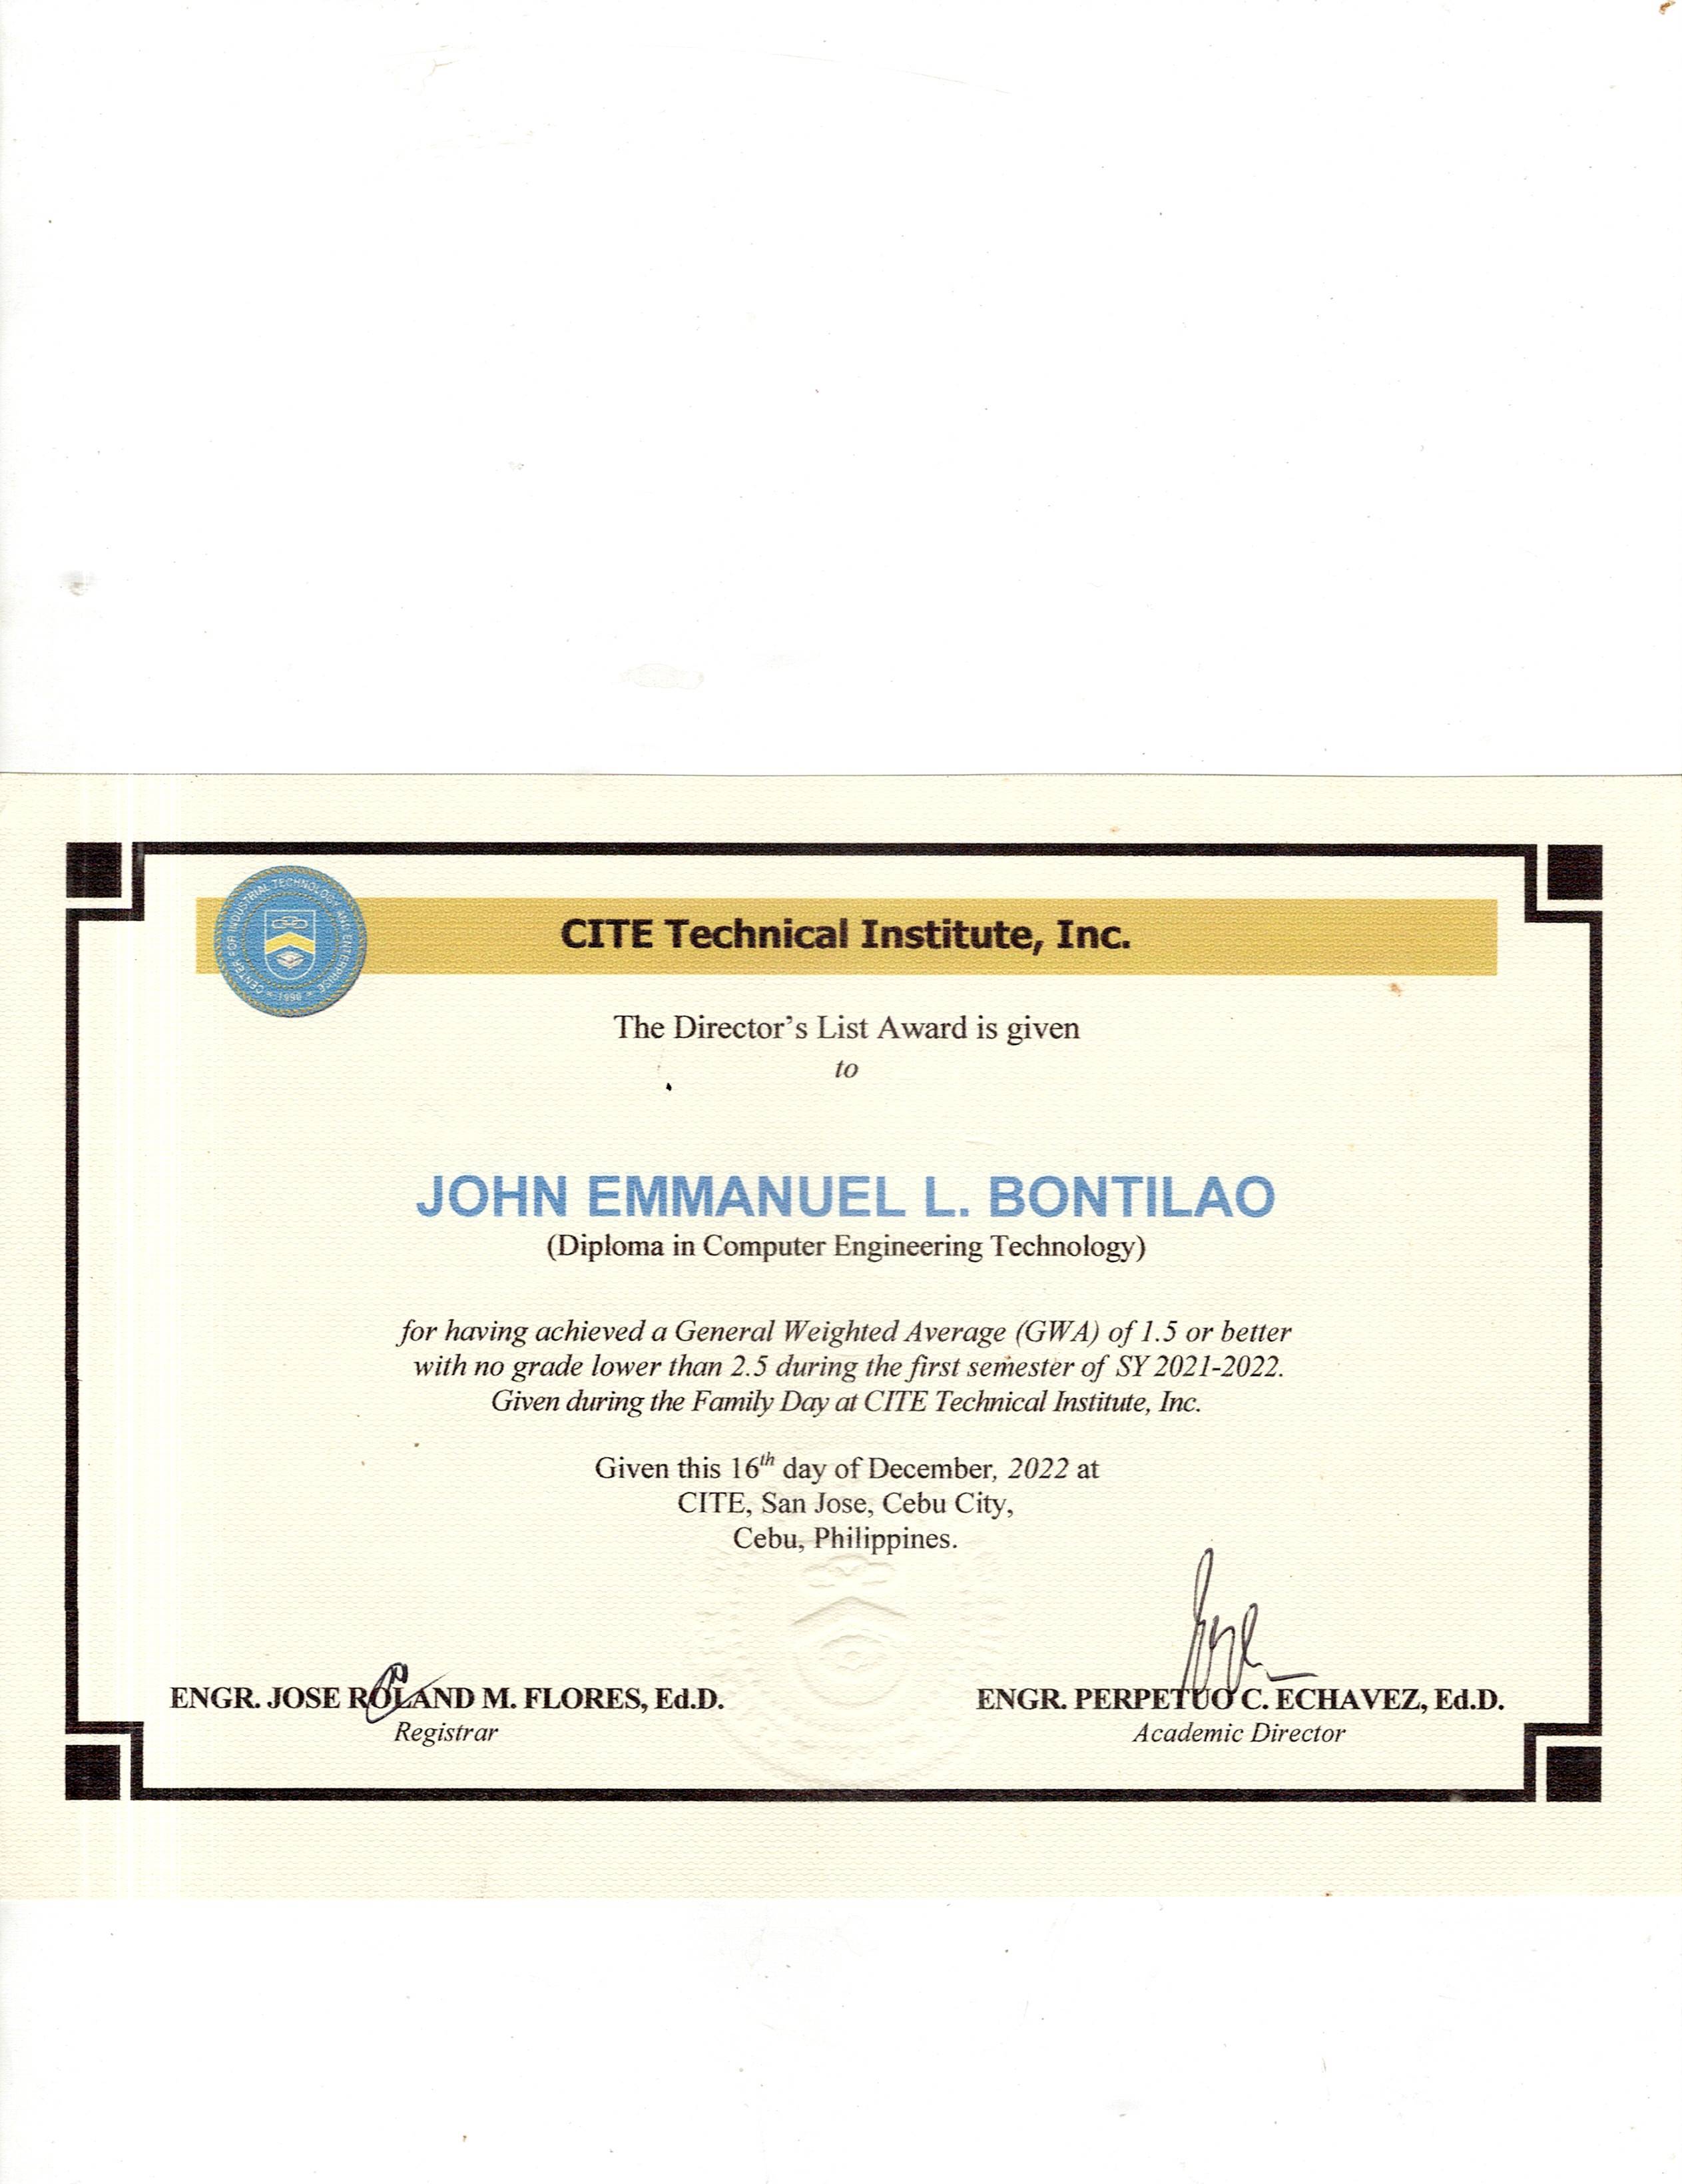 CENTER FOR INDUSTRIAL TECHNOLOGY AND ENTERPRISE
* 1990 *
CITE Technical Institute, Inc.
The Director's List Award is given
to
JOHN EMMANUEL L. BONTILAO
(Diploma in Computer Engineering Technology)
for having achieved a General Weighted Average (GWA) of 1.5 or better
with no grade lower than 2.5 during the first semester of SY 2021-2022.
Given during the Family Day at CITE Technical Institute, Inc.
Given this 16th day of December, 2022 at
CITE, San Jose, Cebu City,
Cebu, Philippines.
ENGR. JOSE ROLAND M. FLORES, Ed.D.
Registrar
ENGR. PERPETUO C. ECHAVEZ, Ed.D.
Academic Director